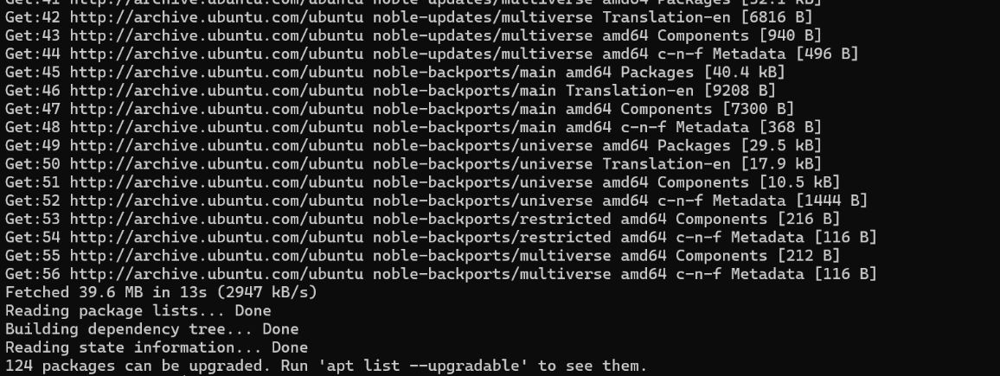 Get:41 http://archive.ubuntu.com/ubuntu noble-updates/multiverse amd64 Packages [32.1 kB]
Get:42 http://archive.ubuntu.com/ubuntu noble-updates/multiverse Translation-en [6816 B]
Get:43 http://archive.ubuntu.com/ubuntu noble-updates/multiverse amd64 Components [940 B]
Get:44 http://archive.ubuntu.com/ubuntu noble-updates/multiverse amd64 c-n-f Metadata [496 B]
Get:45 http://archive.ubuntu.com/ubuntu noble-backports/main amd64 Packages [40.4 kB]
Get:46 http://archive.ubuntu.com/ubuntu noble-backports/main Translation-en [9208 B]
Get:47 http://archive.ubuntu.com/ubuntu noble-backports/main amd64 Components [7300 B]
Get:48 http://archive.ubuntu.com/ubuntu noble-backports/main amd64 c-n-f Metadata [368 B]
Get:49 http://archive.ubuntu.com/ubuntu noble-backports/universe amd64 Packages [29.5 kB]
Get:50 http://archive.ubuntu.com/ubuntu noble-backports/universe Translation-en [17.9 kB]
Get:51 http://archive.ubuntu.com/ubuntu noble-backports/universe amd64 Components [10.5 kB]
Get:52 http://archive.ubuntu.com/ubuntu noble-backports/universe amd64 c-n-f Metadata [1444 B]
Get:53 http://archive.ubuntu.com/ubuntu noble-backports/restricted amd64 Components [216 B]
Get:54 http://archive.ubuntu.com/ubuntu noble-backports/restricted amd64 c-n-f Metadata [116 B]
Get:55 http://archive.ubuntu.com/ubuntu noble-backports/multiverse amd64 Components [212 B]
Get:56 http://archive.ubuntu.com/ubuntu noble-backports/multiverse amd64 c-n-f Metadata [116 B]
Fetched 39.6 MB in 13s (2947 kB/s)
Reading package lists... Done
Building dependency tree... Done
Reading state information... Done
124 packages can be upgraded. Run 'apt list --upgradable' to see them.